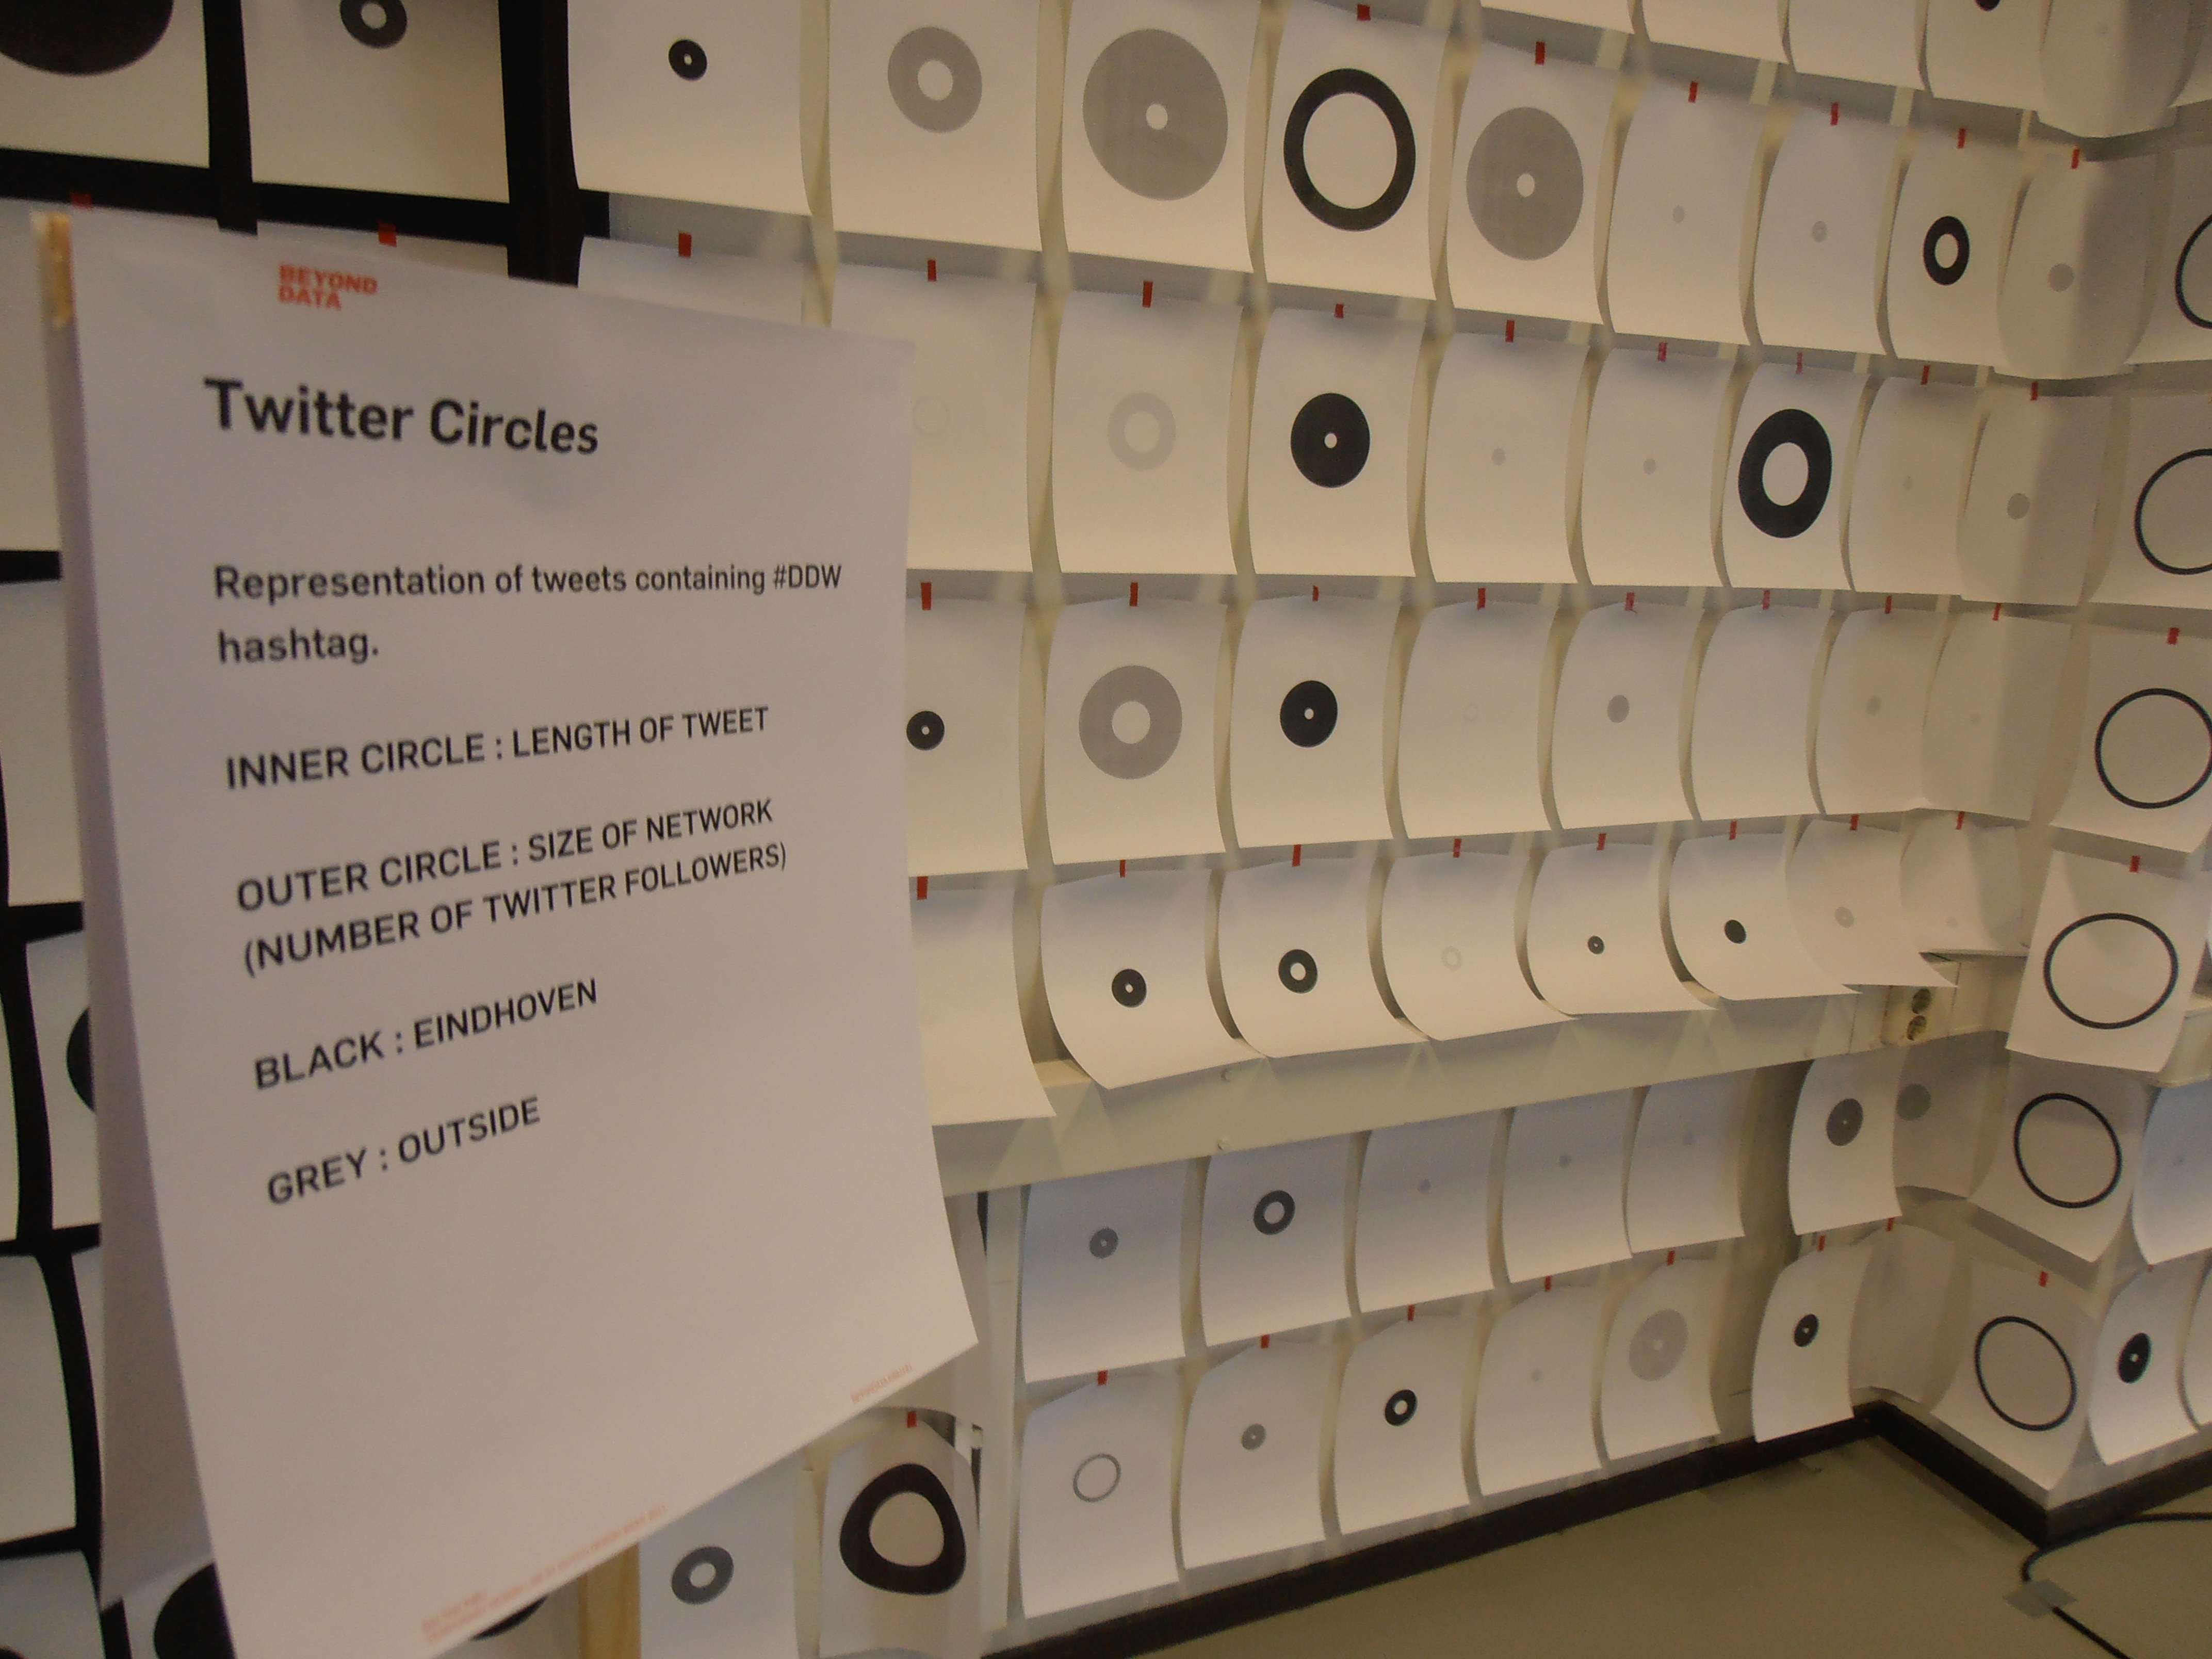 BEYOND
DATA
Twitter Circles
Representation of tweets containing #DDW
hashtag.
INNER CIRCLE : LENGTH OF TWEET
OUTER CIRCLE : SIZE OF NETWORK
(NUMBER OF TWITTER FOLLOWERS)
BLACK : EINDHOVEN
GREY : OUTSIDE